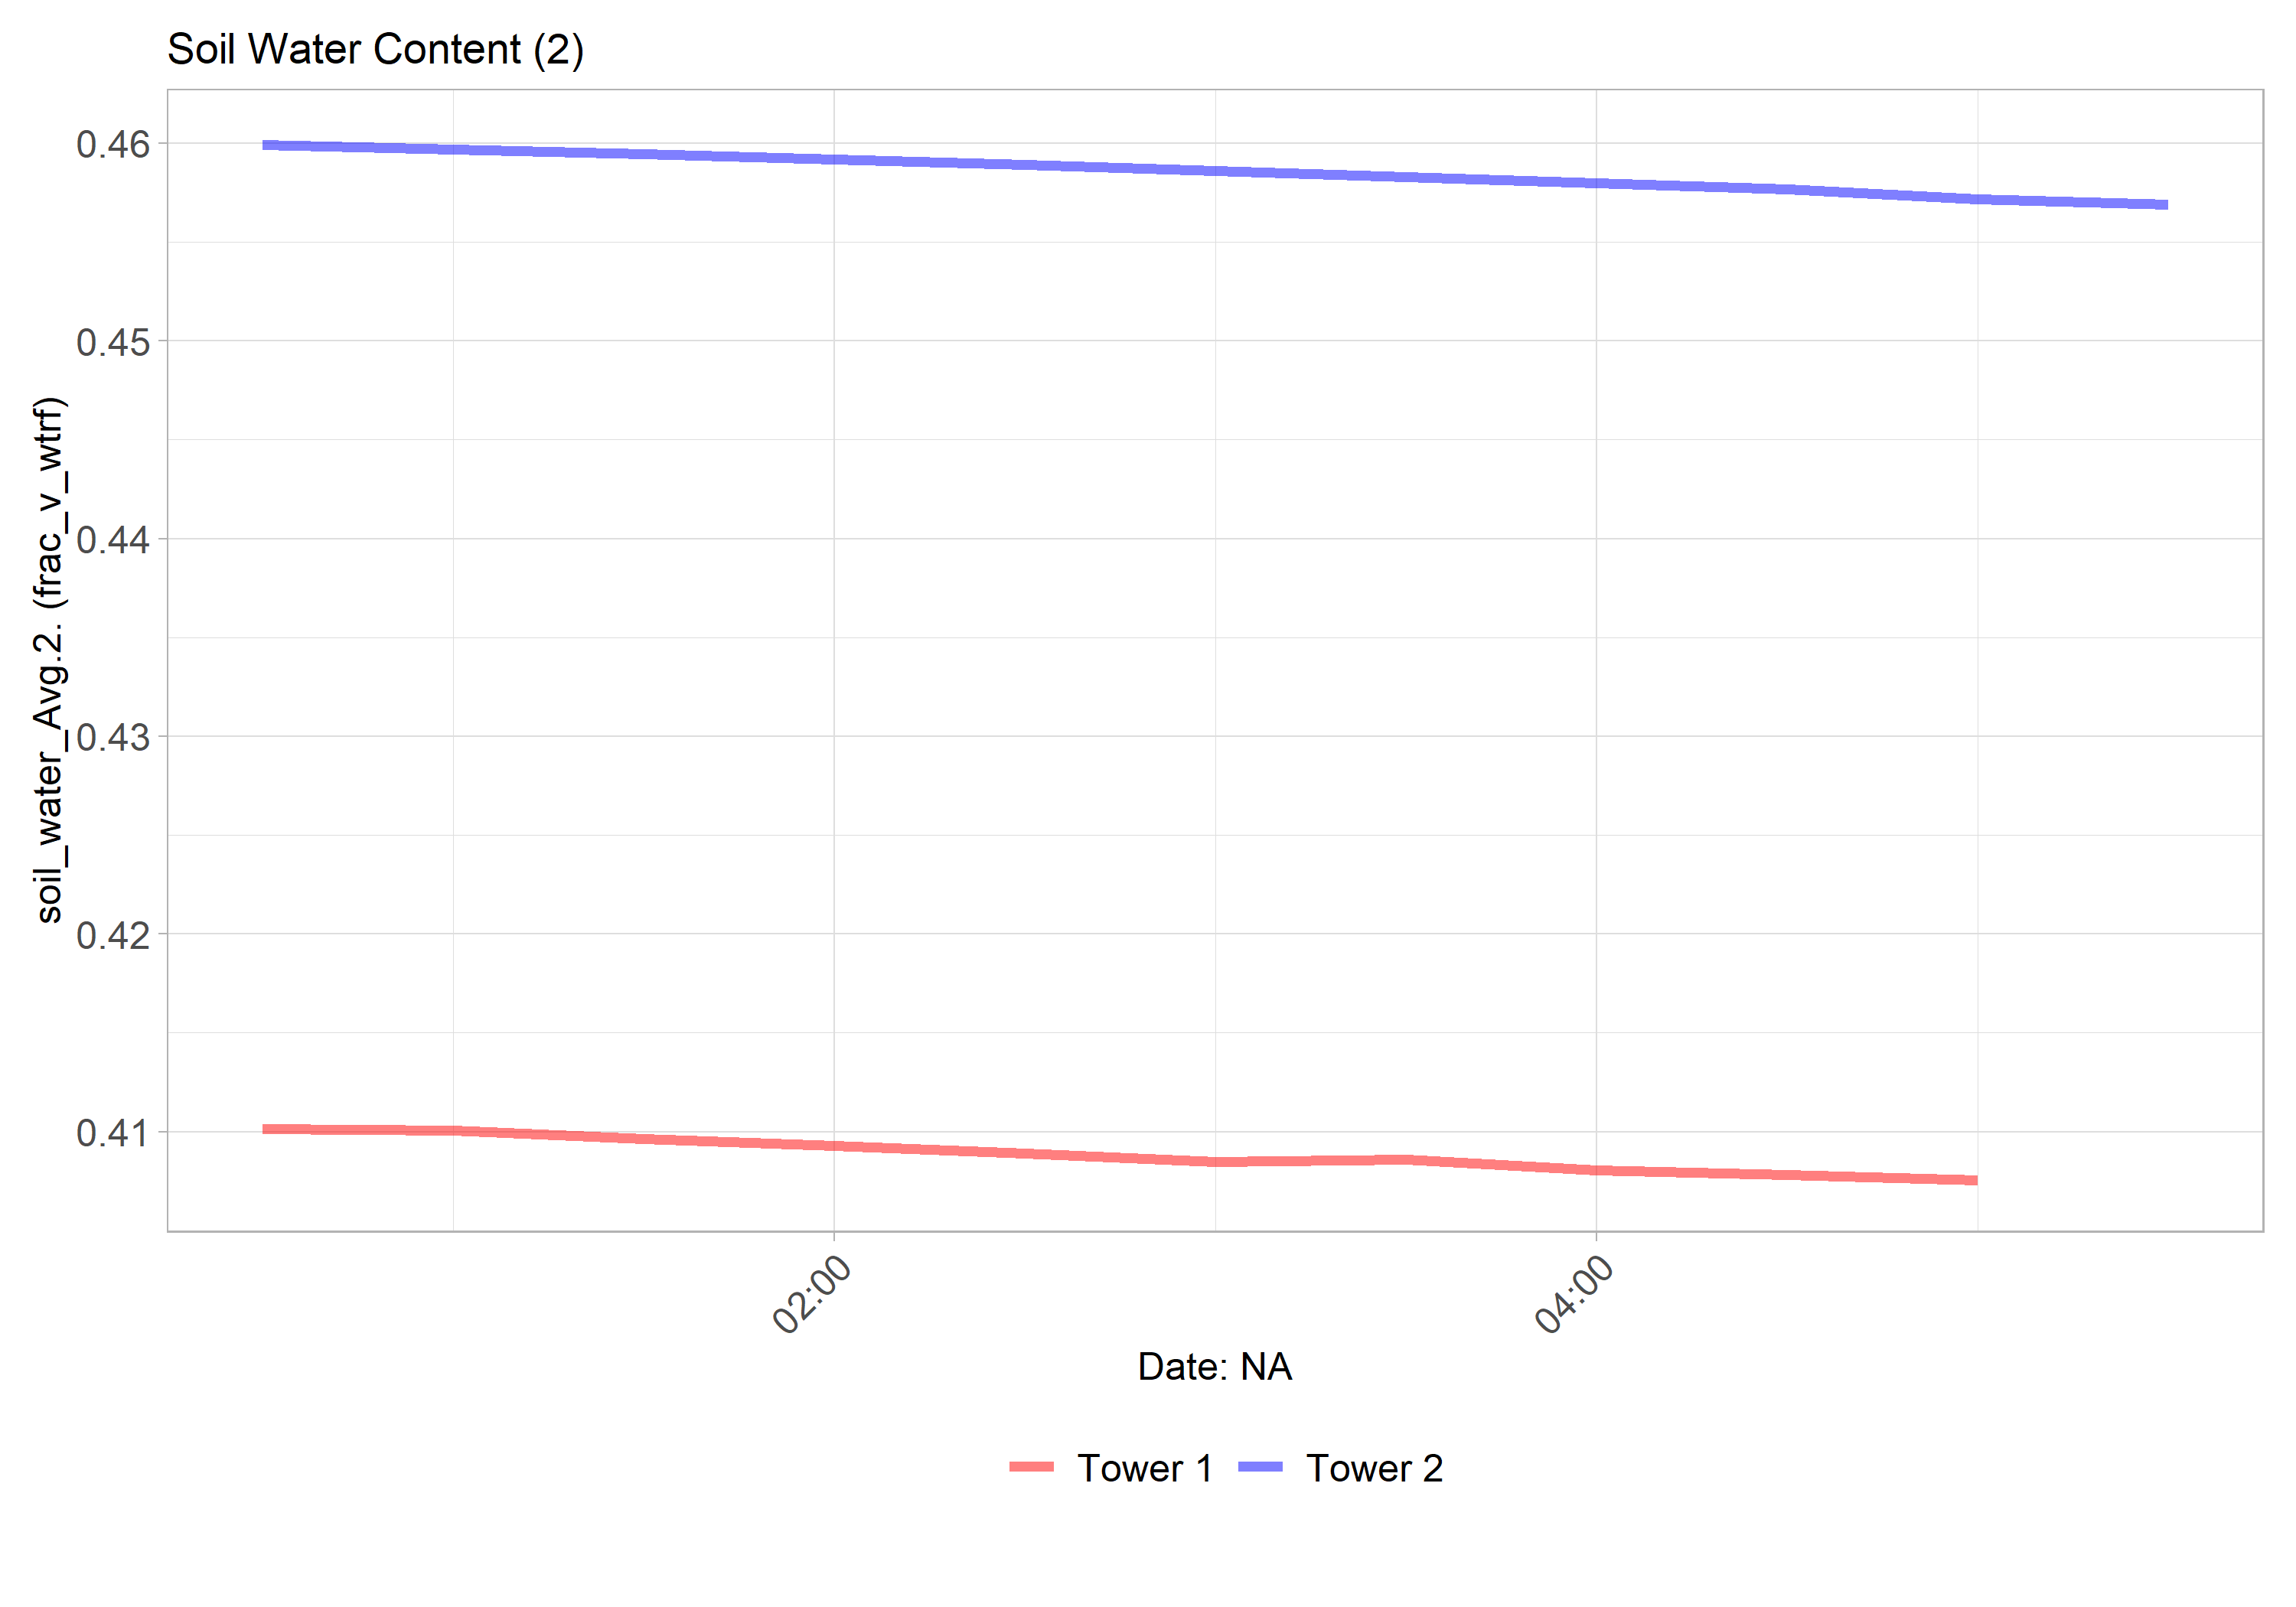 Soil Water Content (2)
soil_water_Avg.2. (frac_v_wtrf)
0.46
0.45
0.44
0.43
0.42
0.41
02:00
04:00
Date: NA
Tower 1
Tower 2